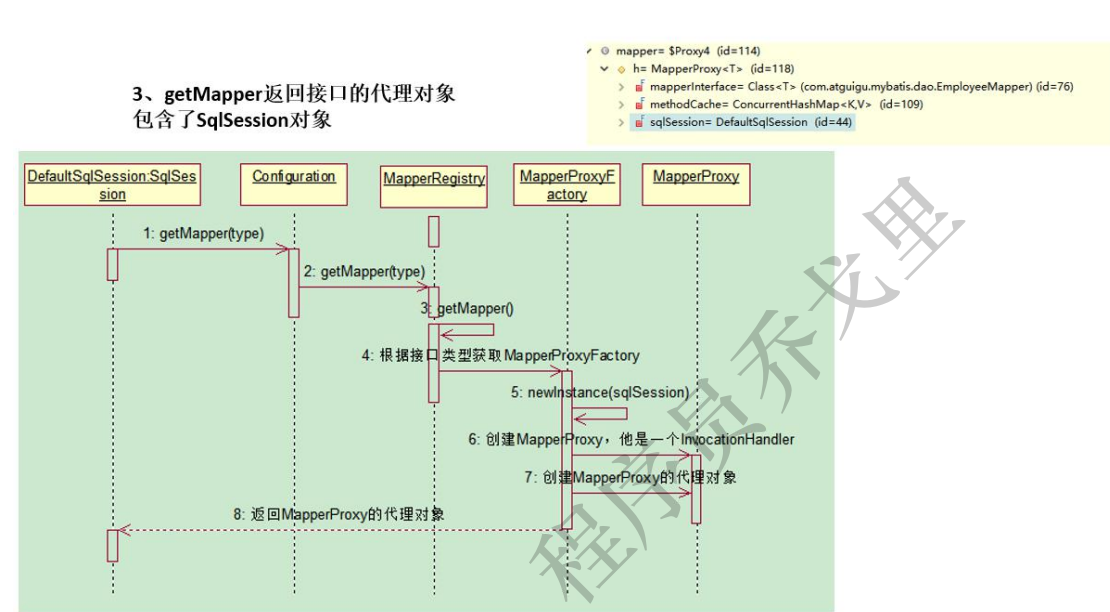 mapper= $Proxy4 (id=114)
h= MapperProxy<T> (id=118)
mapperInterface= Class<T> (com.atguigu.mybatis.dao.EmployeeMapper) (id=76)
methodCache= ConcurrentHashMap<K,V> (id=109)
sqlSession= DefaultSqlSession (id=44)
3、getMapper返回接口的代理对象
包含了SqlSession对象
DefaultSqlSession:SqlSes
sion
Configuration
MapperRegistry
MapperProxyF
actory
MapperProxy
1: getMapper(type)
2: getMapper(type)
3: getMapper()
4: 根据接口类型获取MapperProxyFactory
5: newInstance(sqlSession)
6: 创建MapperProxy，他是一个InvocationHandler
7: 创建MapperProxy的代理对象
8: 返回MapperProxy的代理对象
程序员乔戈里